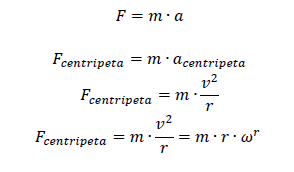 F = m · a
F_centripeta = m · a_centripeta
F_centripeta = m · v²/r
F_centripeta = m · v²/r = m · r · ω^r